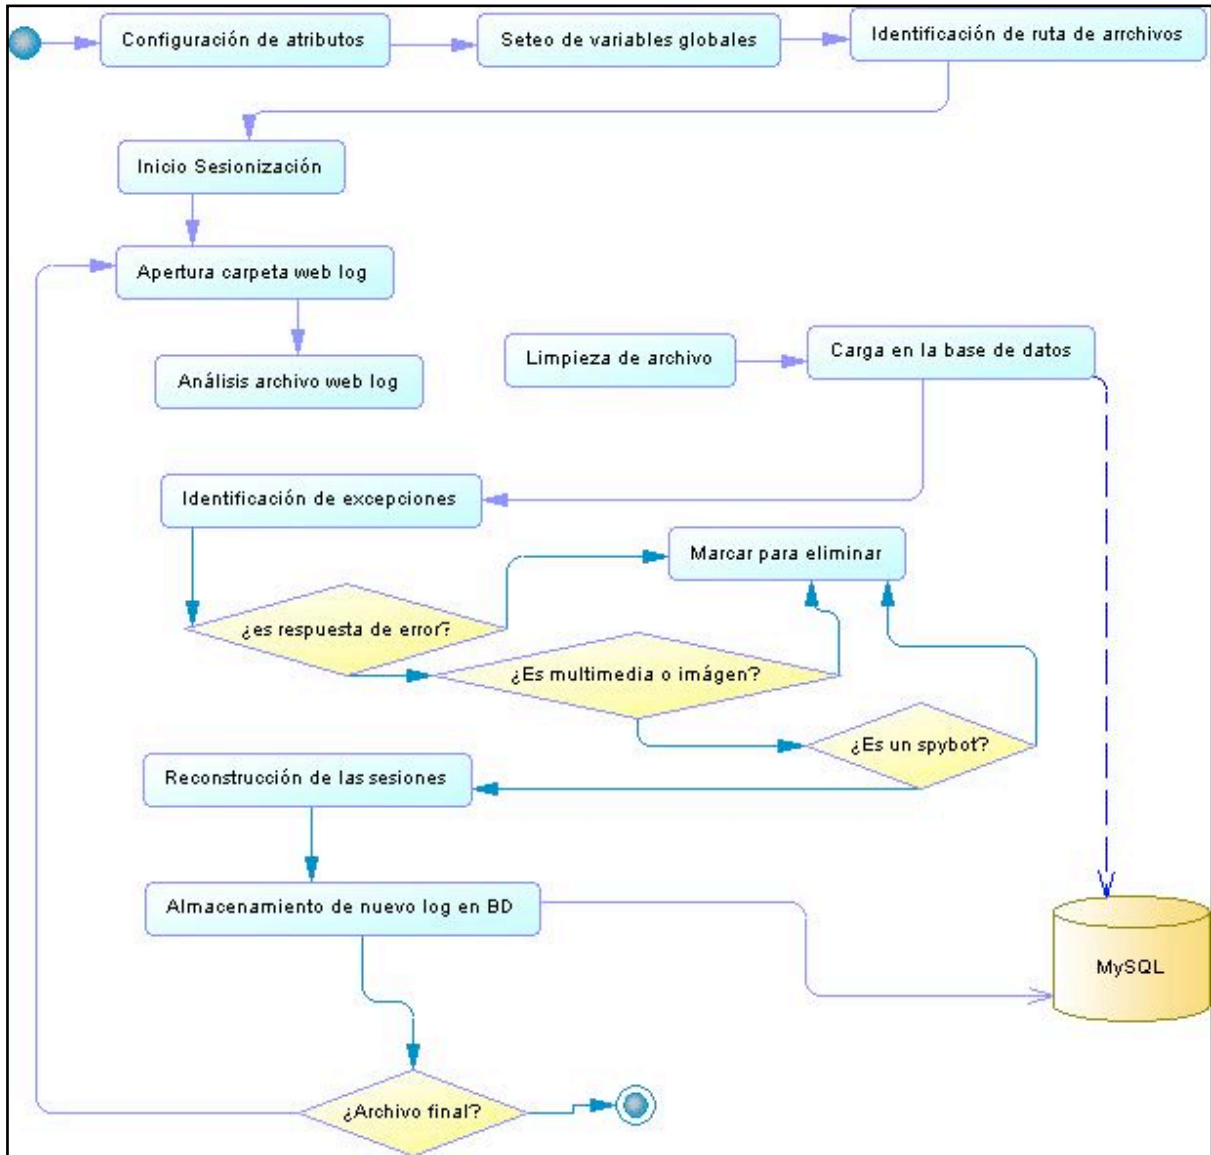 Configuración de atributos
Seteo de variables globales
Identificación de ruta de arrchivos
Inicio Sesionización
Apertura carpeta web log
Limpieza de archivo
Carga en la base de datos
Análisis archivo web log
Identificación de excepciones
Marcar para eliminar
¿es respuesta de error?
¿Es multimedia o imágen?
¿Es un spybot?
Reconstrucción de las sesiones
Almacenamiento de nuevo log en BD
MySQL
¿Archivo final?